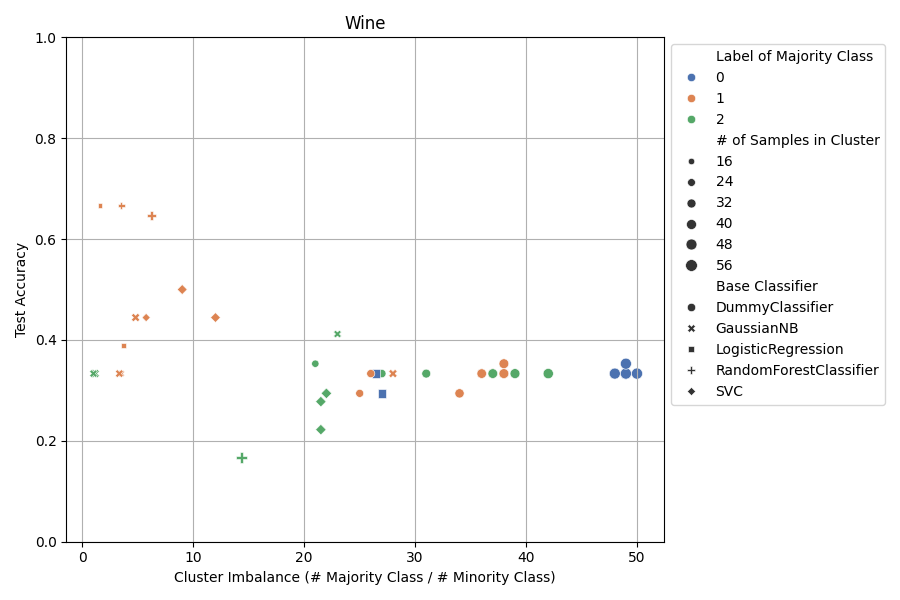 Wine
1.0
0.8
0.6
0.4
0.2
0.0
Test Accuracy
0 10 20 30 40 50
Cluster Imbalance (# Majority Class / # Minority Class)
Label of Majority Class
0
1
2
# of Samples in Cluster
16
24
32
40
48
56
Base Classifier
DummyClassifier
GaussianNB
LogisticRegression
RandomForestClassifier
SVC